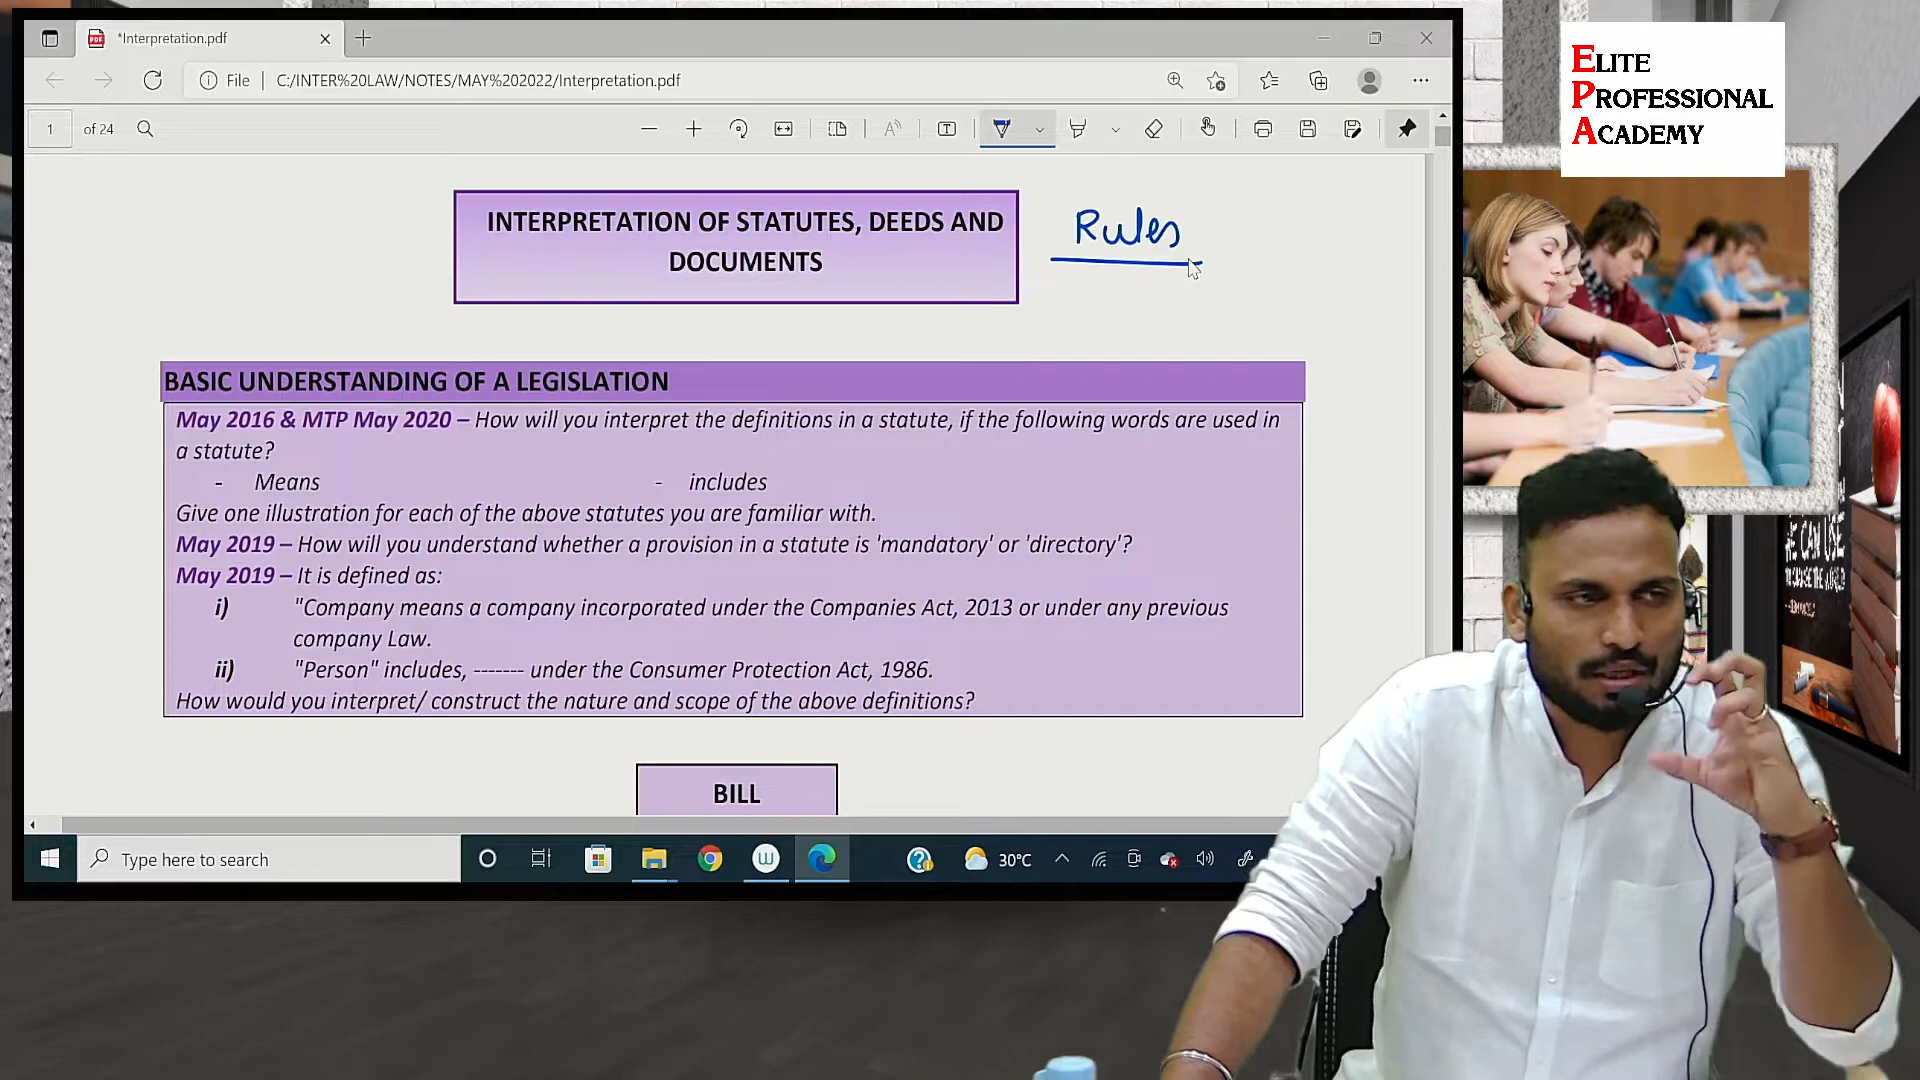 *Interpretation.pdf
File C:/INTER%20LAW/NOTES/MAY%202022/Interpretation.pdf
1 of 24
INTERPRETATION OF STATUTES, DEEDS AND
DOCUMENTS
Rules
BASIC UNDERSTANDING OF A LEGISLATION
May 2016 & MTP May 2020 – How will you interpret the definitions in a statute, if the following words are used in
a statute?
- Means - includes
Give one illustration for each of the above statutes you are familiar with.
May 2019 – How will you understand whether a provision in a statute is 'mandatory' or 'directory'?
May 2019 – It is defined as:
i) "Company means a company incorporated under the Companies Act, 2013 or under any previous
company Law.
ii) "Person" includes, ------- under the Consumer Protection Act, 1986.
How would you interpret/ construct the nature and scope of the above definitions?
BILL
Type here to search
30°C
ELITE
PROFESSIONAL
ACADEMY